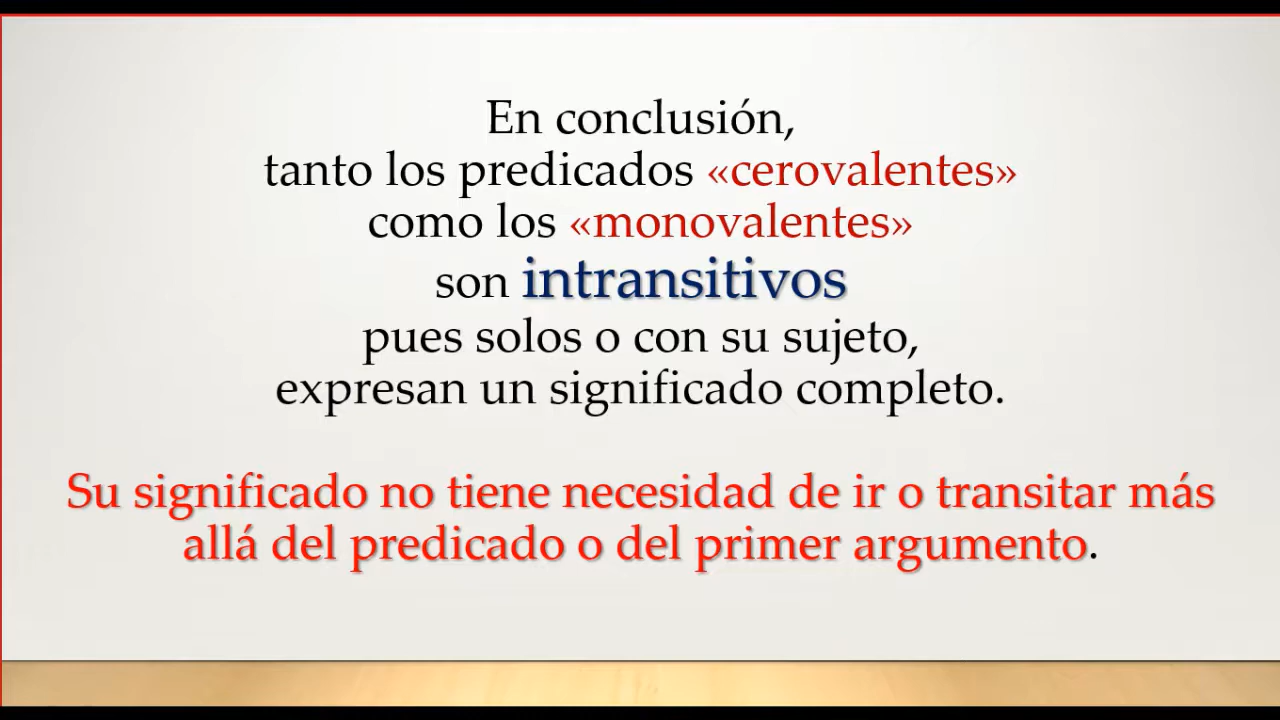 En conclusión,
tanto los predicados «cerovalentes»
como los «monovalentes»
son intransitivos
pues solos o con su sujeto,
expresan un significado completo.
Su significado no tiene necesidad de ir o transitar más
allá del predicado o del primer argumento.